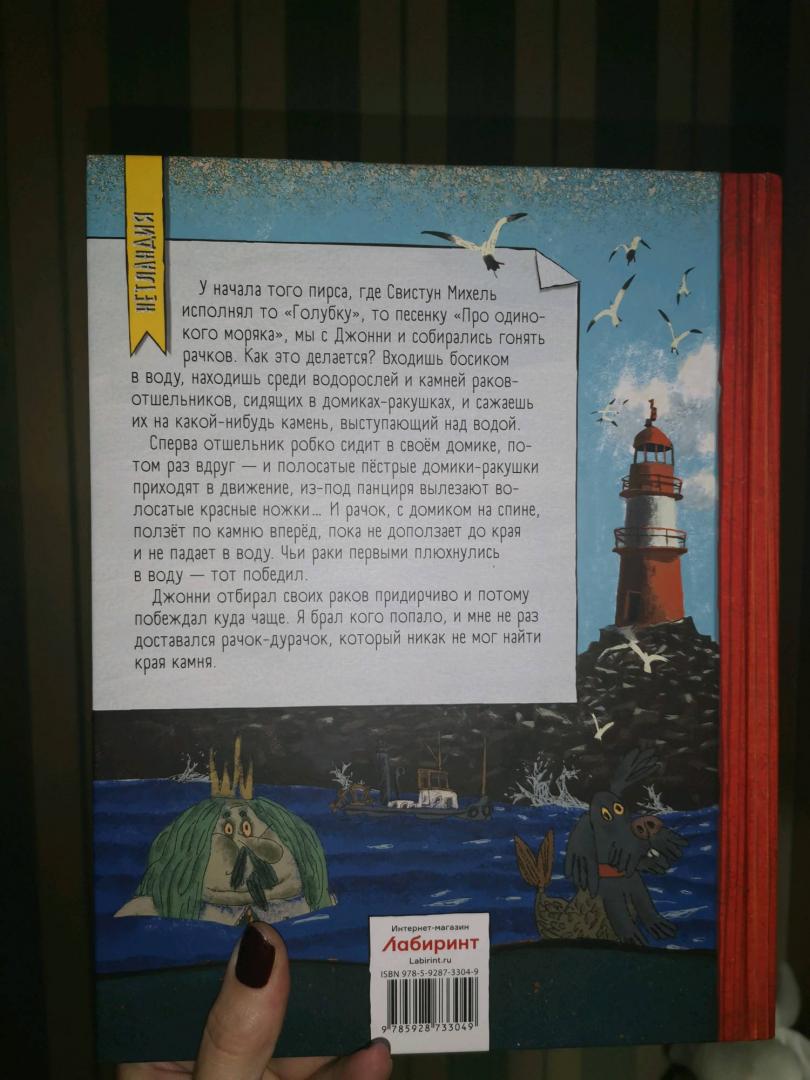 НЕТЛАНДИЯ
У начала того пирса, где Свистун Михель
исполнял то «Голубку», то песенку «Про одино-
кого моряка», мы с Джонни и собирались гонять
рачков. Как это делается? Входишь босиком
в воду, находишь среди водорослей и камней раков-
отшельников, сидящих в домиках-ракушках, и сажаешь
их на какой-нибудь камень, выступающий над водой.
Сперва отшельник робко сидит в своём домике, по-
том раз вдруг — и полосатые пёстрые домики-ракушки
приходят в движение, из-под панциря вылезают во-
лосатые красные ножки... И рачок, с домиком на спине,
ползёт по камню вперёд, пока не доползает до края
и не падает в воду. Чьи раки первыми плюхнулись
в воду — тот победил.
Джонни отбирал своих раков придирчиво и потому
побеждал куда чаще. Я брал кого попало, и мне не раз
доставался рачок-дурачок, который никак не мог найти
края камня.
Интернет-магазин
Лабиринт
Labirint.ru
ISBN 978-5-9287-3304-9
9 785928 733049